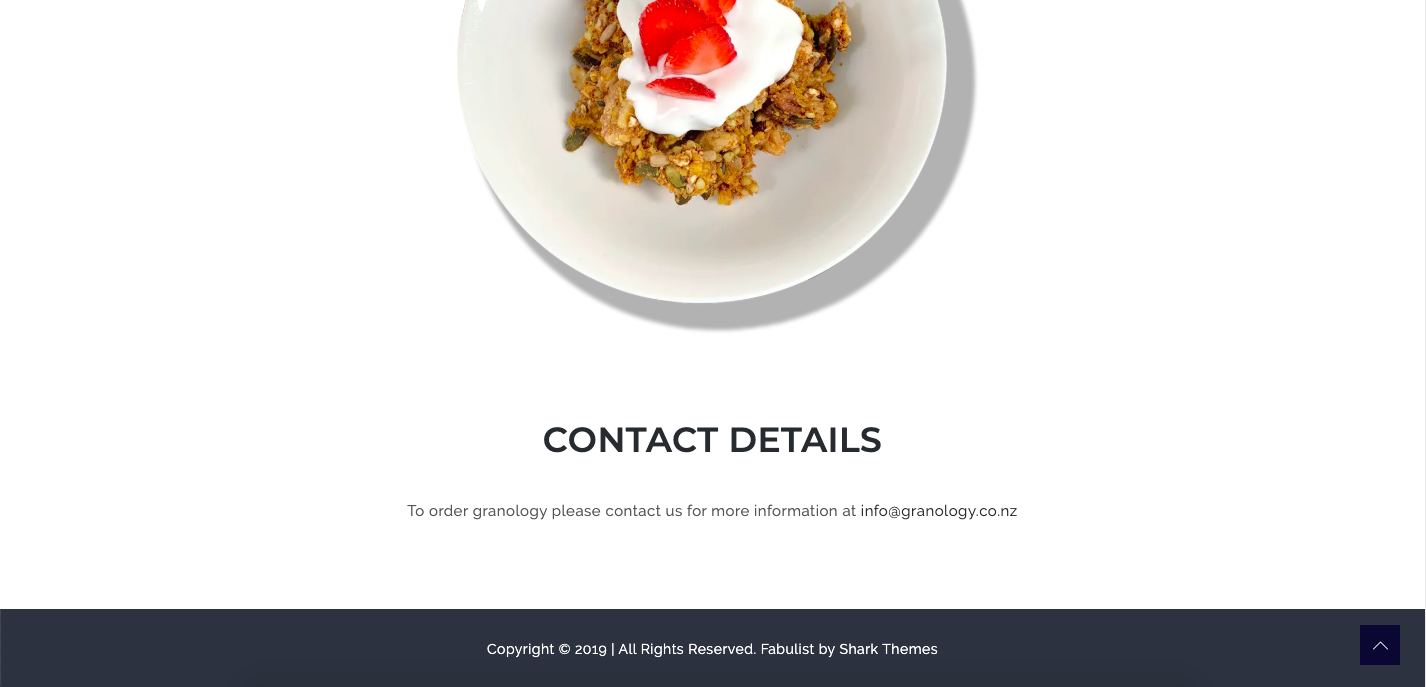 CONTACT DETAILS
To order granology please contact us for more information at info@granology.co.nz
Copyright © 2019 | All Rights Reserved. Fabulist by Shark Themes